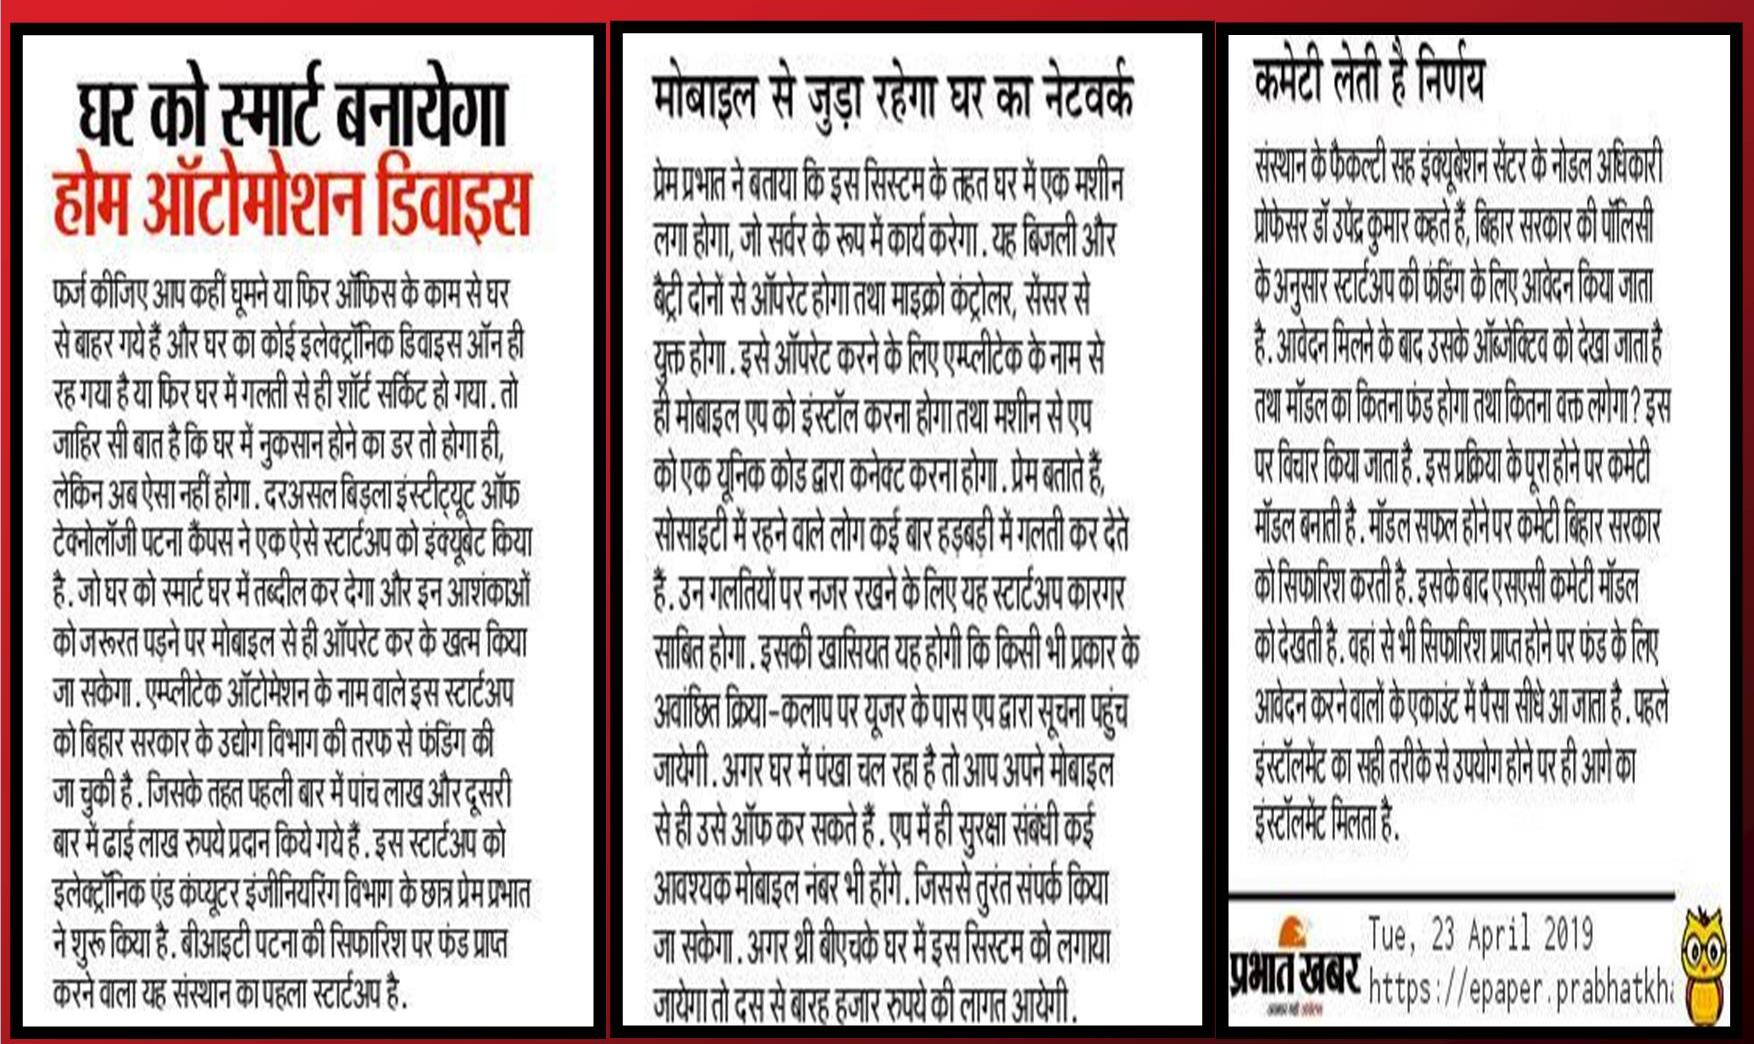 घर को स्मार्ट बनायेगा
होम ऑटोमोशन डिवाइस
फर्ज कीजिए आप कहीं घूमने या फिर ऑफिस के काम से घर
से बाहर गये हैं और घर का कोई इलेक्ट्रॉनिक डिवाइस ऑन ही
रह गया है या फिर घर में गलती से ही शॉर्ट सर्किट हो गया. तो
जाहिर सी बात है कि घर में नुकसान होने का डर तो होगा ही,
लेकिन अब ऐसा नहीं होगा. दरअसल बिड़ला इंस्टीट्यूट ऑफ
टेक्नोलॉजी पटना कैंपस ने एक ऐसे स्टार्टअप को इंक्यूबेट किया
है. जो घर को स्मार्ट घर में तब्दील कर देगा और इन आशंकाओं
को जरूरत पड़ने पर मोबाइल से ही ऑपरेट कर के खत्म किया
जा सकेगा. एम्प्लीटेक ऑटोमेशन के नाम वाले इस स्टार्टअप
को बिहार सरकार के उद्योग विभाग की तरफ से फंडिंग की
जा चुकी है. जिसके तहत पहली बार में पांच लाख और दूसरी
बार में ढाई लाख रुपये प्रदान किये गये हैं. इस स्टार्टअप को
इलेक्ट्रॉनिक एंड कंप्यूटर इंजीनियरिंग विभाग के छात्र प्रेम प्रभात
ने शुरू किया है. बीआइटी पटना की सिफारिश पर फंड प्राप्त
करने वाला यह संस्थान का पहला स्टार्टअप है.
मोबाइल से जुड़ा रहेगा घर का नेटवर्क
प्रेम प्रभात ने बताया कि इस सिस्टम के तहत घर में एक मशीन
लगा होगा, जो सर्वर के रूप में कार्य करेगा. यह बिजली और
बैट्री दोनों से ऑपरेट होगा तथा माइक्रो कंट्रोलर, सेंसर से
युक्त होगा. इसे ऑपरेट करने के लिए एम्प्लीटेक के नाम से
ही मोबाइल एप को इंस्टॉल करना होगा तथा मशीन से एप
को एक यूनिक कोड द्वारा कनेक्ट करना होगा. प्रेम बताते हैं,
सोसाइटी में रहने वाले लोग कई बार हड़बड़ी में गलती कर देते
हैं. उन गलतियों पर नजर रखने के लिए यह स्टार्टअप कारगर
साबित होगा. इसकी खासियत यह होगी कि किसी भी प्रकार के
अवांछित क्रिया-कलाप पर यूजर के पास एप द्वारा सूचना पहुंच
जायेगी. अगर घर में पंखा चल रहा है तो आप अपने मोबाइल
से ही उसे ऑफ कर सकते हैं. एप में ही सुरक्षा संबंधी कई
आवश्यक मोबाइल नंबर भी होंगे. जिससे तुरंत संपर्क किया
जा सकेगा. अगर थ्री बीएचके घर में इस सिस्टम को लगाया
जायेगा तो दस से बारह हजार रुपये की लागत आयेगी.
कमेटी लेती है निर्णय
संस्थान के फैकल्टी सह इंक्यूबेशन सेंटर के नोडल अधिकारी
प्रोफेसर डॉ उपेंद्र कुमार कहते हैं, बिहार सरकार की पॉलिसी
के अनुसार स्टार्टअप की फंडिंग के लिए आवेदन किया जाता
है. आवेदन मिलने के बाद उसके ऑब्जेक्टिव को देखा जाता है
तथा मॉडल का कितना फंड होगा तथा कितना वक्त लगेगा? इस
पर विचार किया जाता है. इस प्रक्रिया के पूरा होने पर कमेटी
मॉडल बनाती है. मॉडल सफल होने पर कमेटी बिहार सरकार
को सिफारिश करती है. इसके बाद एसएसी कमेटी मॉडल
को देखती है. वहां से भी सिफारिश प्राप्त होने पर फंड के लिए
आवेदन करने वालों के एकाउंट में पैसा सीधे आ जाता है. पहले
इंस्टॉलमेंट का सही तरीके से उपयोग होने पर ही आगे का
इंस्टॉलमेंट मिलता है.
प्रभात खबर
Tue, 23 April 2019
https://epaper.prabhatkha